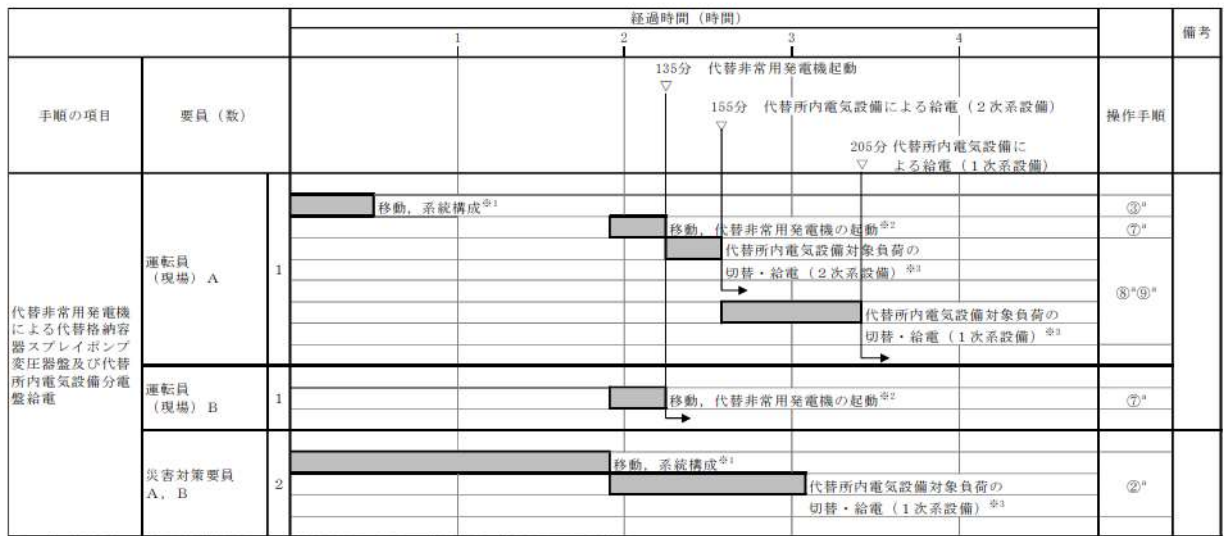 経過時間（時間）
備考
1 2 3 4
手順の項目
要員（数）
操作手順
135分 代替非常用発電機起動
▽
155分 代替所内電気設備による給電（２次系設備）
▽
205分 代替所内電気設備に
▽ よる給電（１次系設備）
代替非常用発電機
による代替格納容
器スプレイポンプ
変圧器盤及び代替
所内電気設備分電
盤給電
運転員
（現場）Ａ
1
移動，系統構成※1
③a
移動，代替非常用発電機の起動※2
⑦a
代替所内電気設備対象負荷の
切替・給電（２次系設備）※3
⑧a⑨a
代替所内電気設備対象負荷の
切替・給電（１次系設備）※3
運転員
（現場）Ｂ
1
移動，代替非常用発電機の起動※2
⑦a
災害対策要員
Ａ，Ｂ
2
移動，系統構成※1
代替所内電気設備対象負荷の
切替・給電（１次系設備）※3
②a